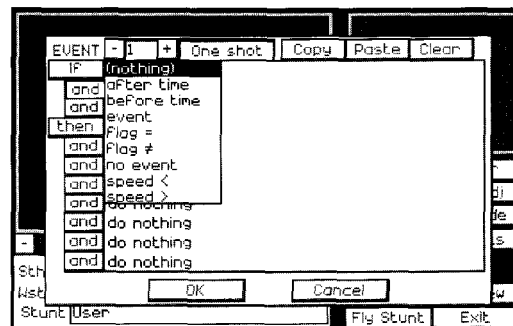 EVENT - 1 + One shot Copy Paste Clear
IF (nothing)
after time
and before time
and event
then Flag =
and Flag ≠
and no event
and speed <
and speed >
and do nothing
and do nothing
and do nothing
and do nothing
-
OK Cancel
Stunt User Fly Stunt Exit